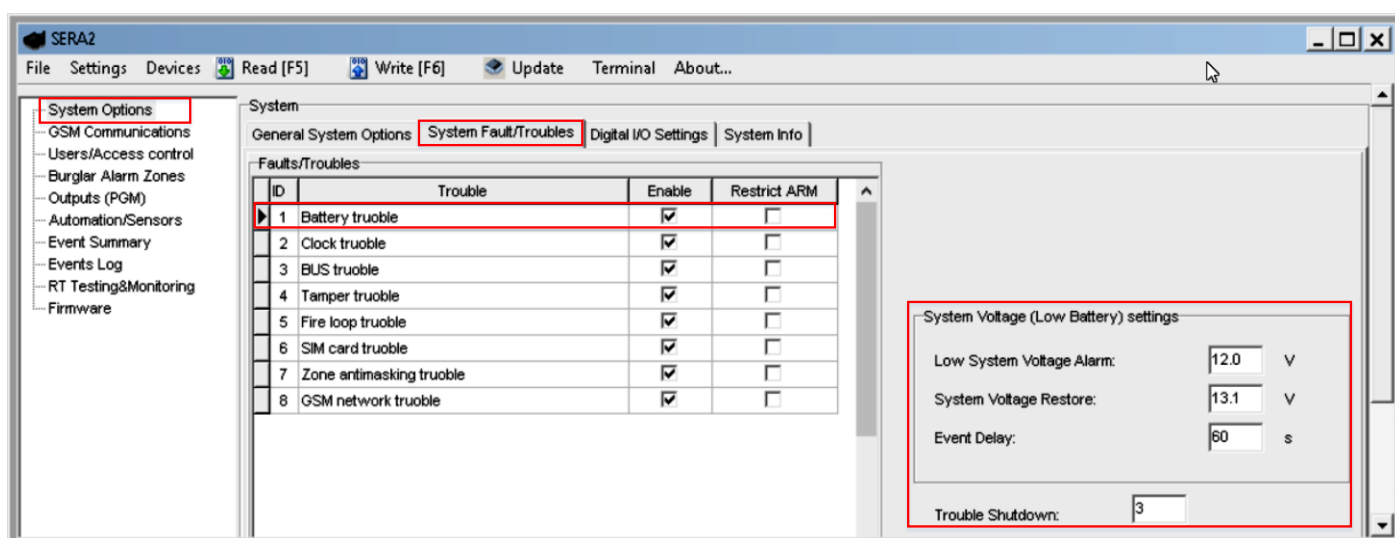 SERA2
File Settings Devices Read [F5] Write [F6] Update Terminal About...
System Options
GSM Communications
Users/Access control
Burglar Alarm Zones
Outputs (PGM)
Automation/Sensors
Event Summary
Events Log
RT Testing&Monitoring
Firmware
System
General System Options System Fault/Troubles Digital I/O Settings System Info
Faults/Troubles
ID Trouble Enable Restrict ARM
1 Battery truoble
2 Clock truoble
3 BUS truoble
4 Tamper truoble
5 Fire loop truoble
6 SIM card truoble
7 Zone antimasking truoble
8 GSM network truoble
System Voltage (Low Battery) settings
Low System Voltage Alarm: 12.0 V
System Voltage Restore: 13.1 V
Event Delay: 60 s
Trouble Shutdown: 3